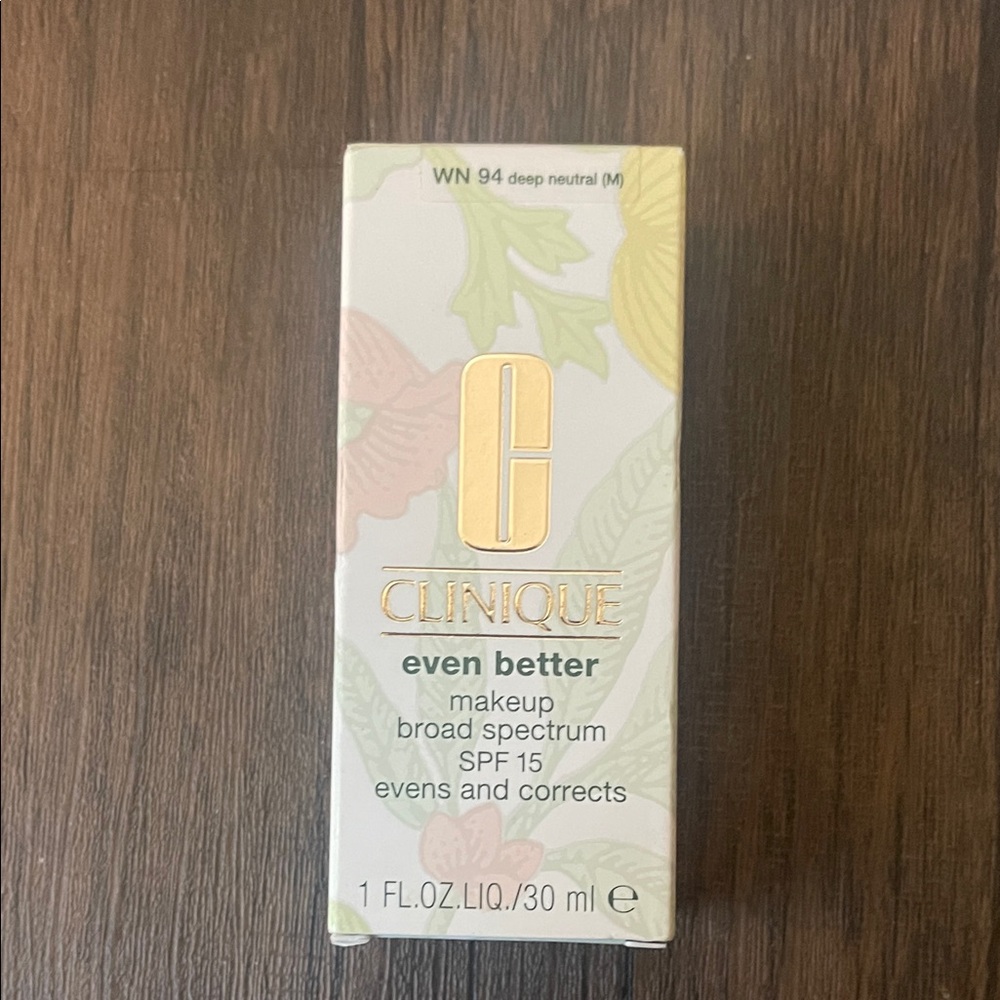 WN 94 deep neutral (M)
C
CLINIQUE
even better
makeup
broad spectrum
SPF 15
evens and corrects
1 FL.OZ.LIQ./30 ml ℮